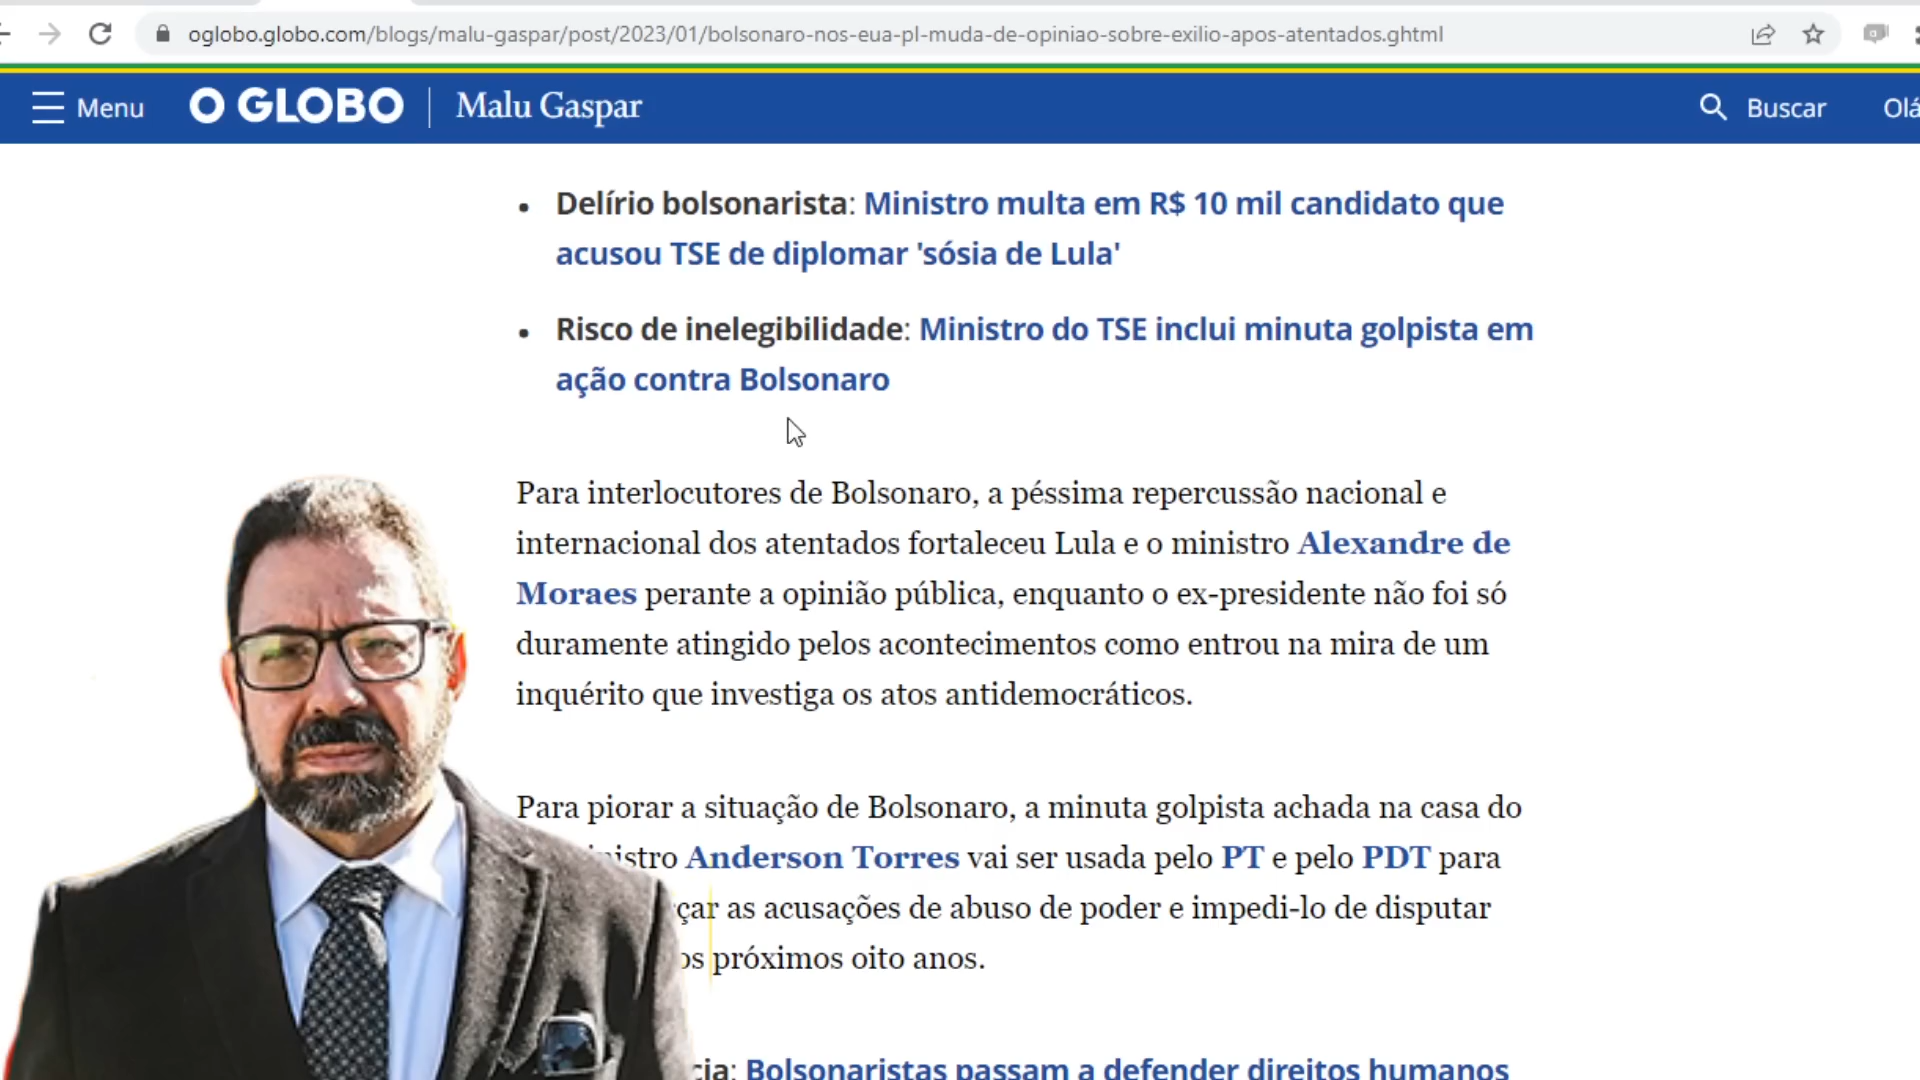 oglobo.globo.com/blogs/malu-gaspar/post/2023/01/bolsonaro-nos-eua-pl-muda-de-opiniao-sobre-exilio-apos-atentados.ghtml
Menu O GLOBO Malu Gaspar Buscar Olá
• Delírio bolsonarista: Ministro multa em R$ 10 mil candidato que
acusou TSE de diplomar 'sósia de Lula'
• Risco de inelegibilidade: Ministro do TSE inclui minuta golpista em
ação contra Bolsonaro
Para interlocutores de Bolsonaro, a péssima repercussão nacional e
internacional dos atentados fortaleceu Lula e o ministro Alexandre de
Moraes perante a opinião pública, enquanto o ex-presidente não foi só
duramente atingido pelos acontecimentos como entrou na mira de um
inquérito que investiga os atos antidemocráticos.
Para piorar a situação de Bolsonaro, a minuta golpista achada na casa do
Anderson Torres vai ser usada pelo PT e pelo PDT para
as acusações de abuso de poder e impedi-lo de disputar
próximos oito anos.
Bolsonaristas passam a defender direitos humanos